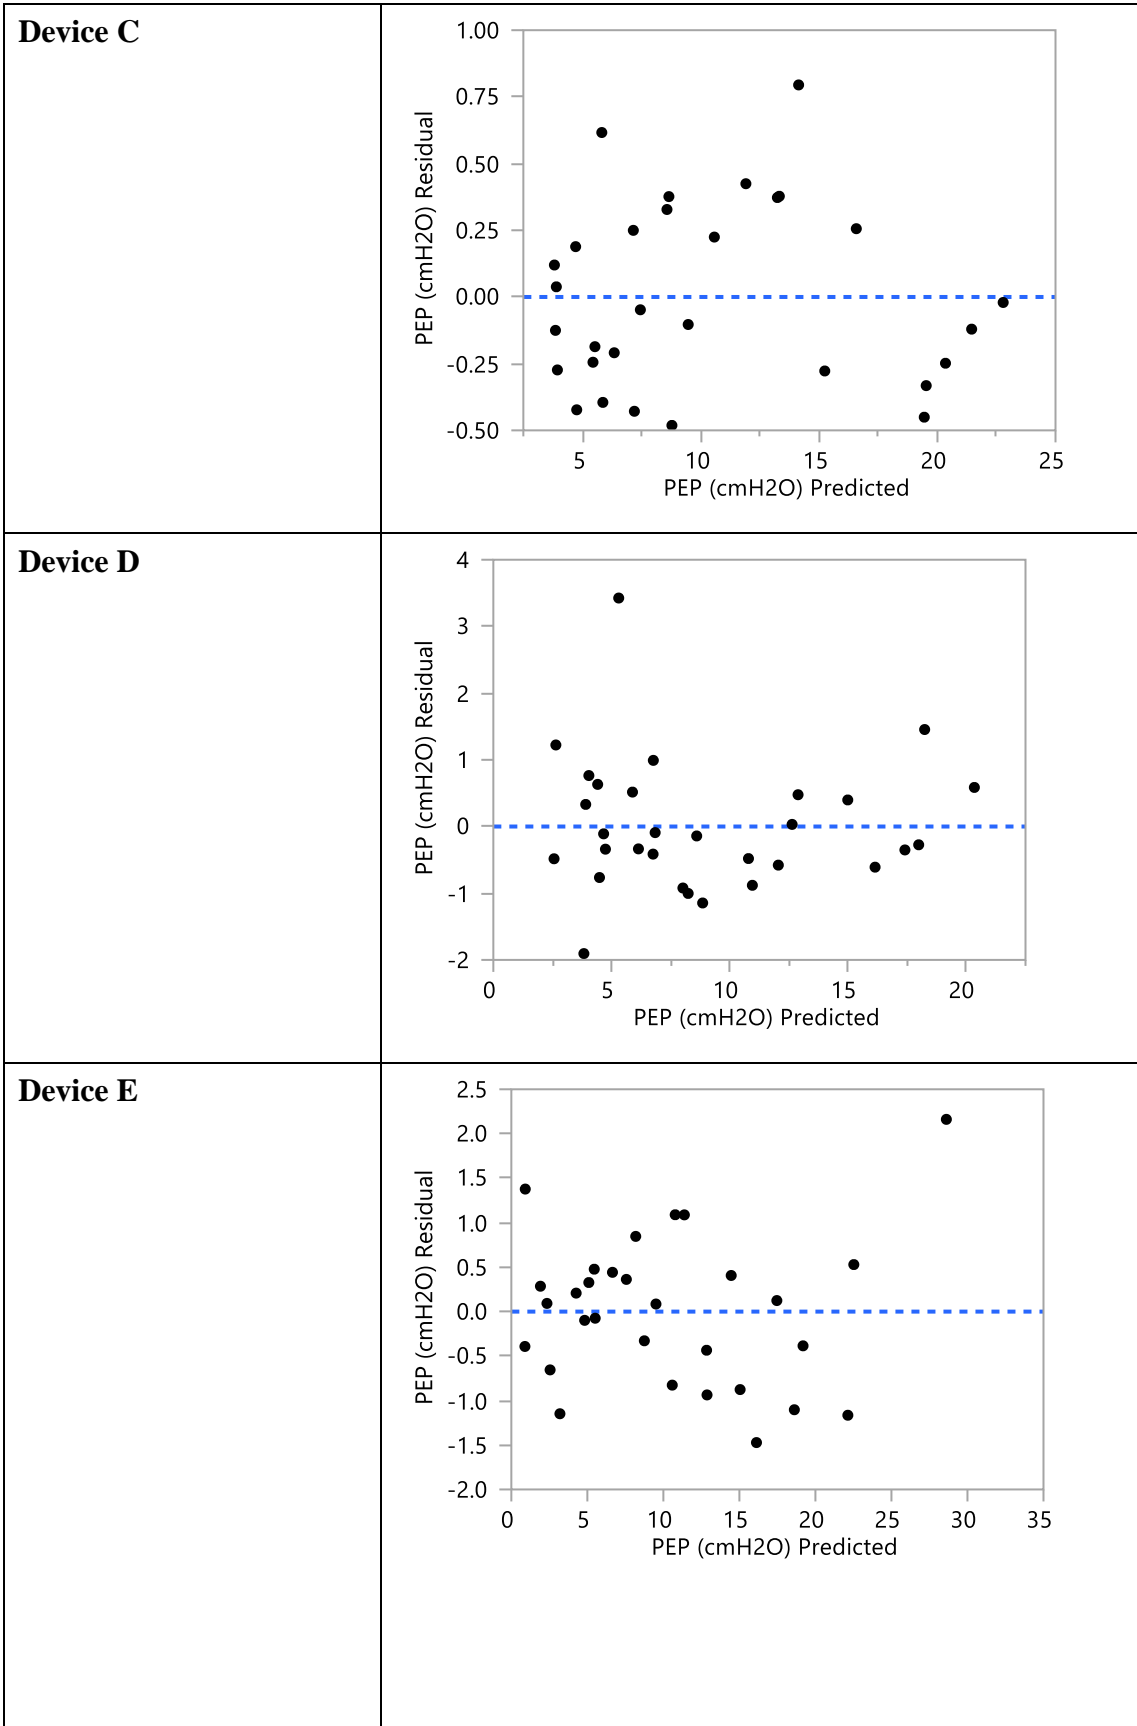 Device C
1.00
0.75
0.50
0.25
0.00
-0.25
-0.50
PEP (cmH2O) Residual
5 10 15 20 25
PEP (cmH2O) Predicted
Device D
4
3
2
1
0
-1
-2
PEP (cmH2O) Residual
0 5 10 15 20
PEP (cmH2O) Predicted
Device E
2.5
2.0
1.5
1.0
0.5
0.0
-0.5
-1.0
-1.5
-2.0
PEP (cmH2O) Residual
0 5 10 15 20 25 30 35
PEP (cmH2O) Predicted